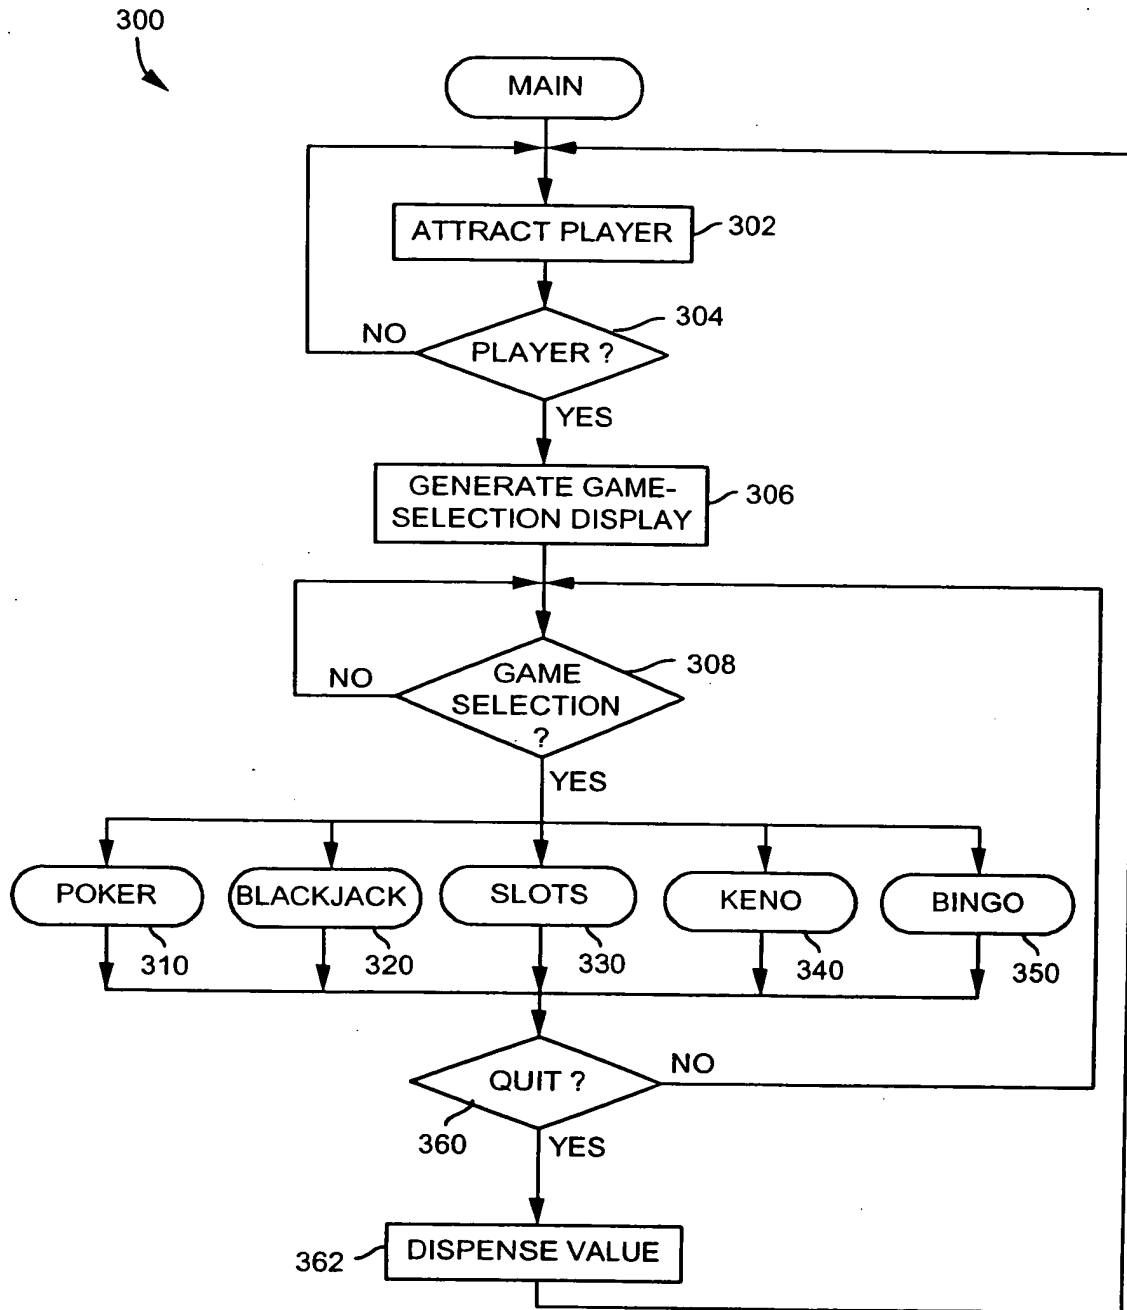 300
MAIN
ATTRACT PLAYER
302
304
NO
PLAYER ?
YES
GENERATE GAME-
SELECTION DISPLAY
306
308
NO
GAME
SELECTION
?
YES
POKER
BLACKJACK
SLOTS
KENO
BINGO
310
320
330
340
350
QUIT ?
NO
360
YES
362
DISPENSE VALUE